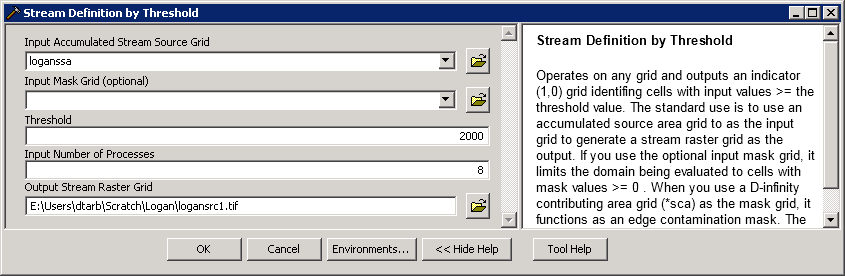 Stream Definition by Threshold
Input Accumulated Stream Source Grid
loganssa
Input Mask Grid (optional)
Threshold
2000
Input Number of Processes
8
Output Stream Raster Grid
E:\Users\dtarb\Scratch\Logan\logansrc1.tif
OK
Cancel
Environments...
<< Hide Help
Tool Help
Stream Definition by Threshold
Operates on any grid and outputs an indicator
(1,0) grid identifing cells with input values >= the
threshold value. The standard use is to use an
accumulated source area grid to as the input
grid to generate a stream raster grid as the
output. If you use the optional input mask grid, it
limits the domain being evaluated to cells with
mask values >= 0 . When you use a D-infinity
contributing area grid (*sca) as the mask grid, it
functions as an edge contamination mask. The